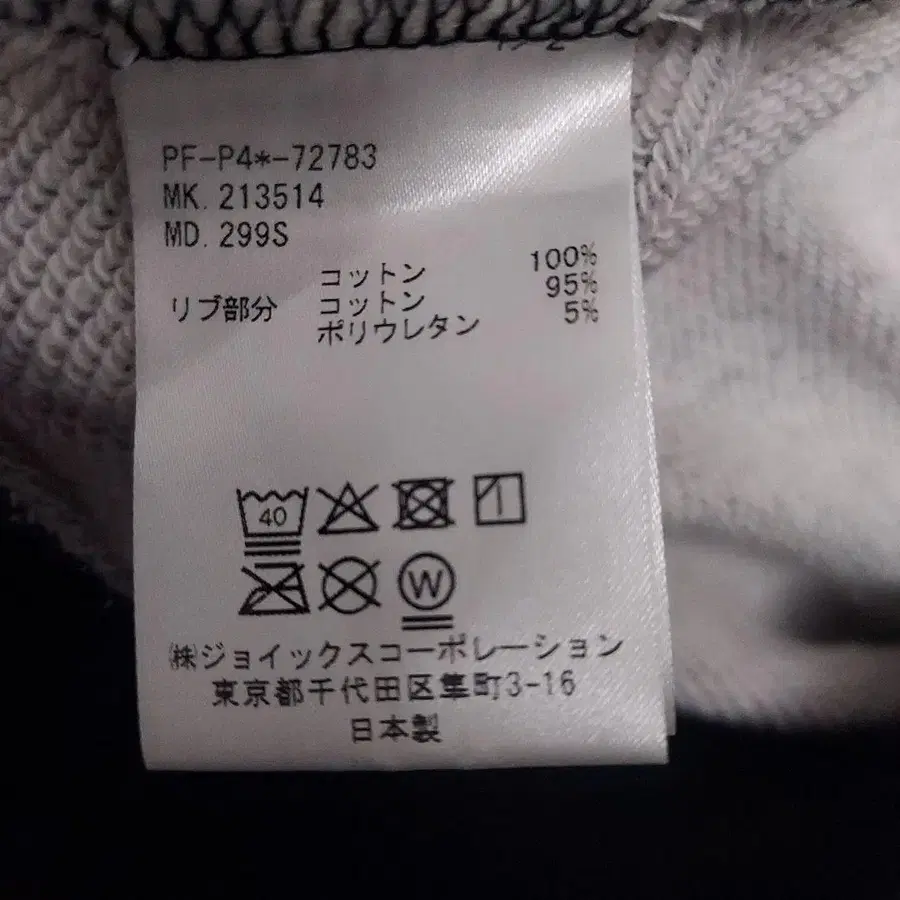 PF-P4*-72783
MK. 213514
MD. 299S
コットン 100%
リブ部分 コットン 95%
ポリウレタン 5%
40
W
㈱ジョイックスコーポレーション
東京都千代田区隼町3-16
日本製